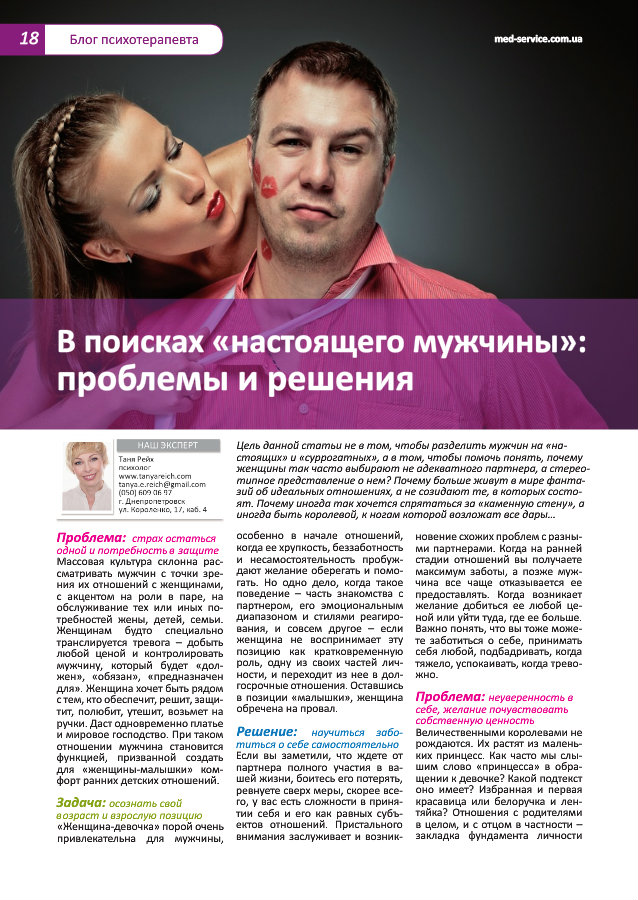 18
Блог психотерапевта
med-service.com.ua
В поисках «настоящего мужчины»:
проблемы и решения
НАШ ЭКСПЕРТ
Таня Рейх
психолог
www.tanyareich.com
tanya.e.reich@gmail.com
(050) 609 06 97
г. Днепропетровск
ул. Короленко, 17, каб. 4
Цель данной статьи не в том, чтобы разделить мужчин на «на-
стоящих» и «суррогатных», а в том, чтобы помочь понять, почему
женщины так часто выбирают не адекватного партнера, а стерео-
типное представление о нем? Почему больше живут в мире фанта-
зий об идеальных отношениях, а не созидают те, в которых состо-
ят. Почему иногда так хочется спрятаться за «каменную стену», а
иногда быть королевой, к ногам которой возложат все дары...
Проблема: страх остаться
одной и потребность в защите
Массовая культура склонна рас-
сматривать мужчин с точки зре-
ния их отношений с женщинами,
с акцентом на роли в паре, на
обслуживание тех или иных по-
требностей жены, детей, семьи.
Женщинам будто специально
транслируется тревога – добыть
любой ценой и контролировать
мужчину, который будет «дол-
жен», «обязан», «предназначен
для». Женщина хочет быть рядом
с тем, кто обеспечит, решит, защи-
тит, полюбит, утешит, возьмет на
ручки. Даст одновременно платье
и мировое господство. При таком
отношении мужчина становится
функцией, призванной создать
для «женщины-малышки» ком-
форт ранних детских отношений.
Задача: осознать свой
возраст и взрослую позицию
«Женщина-девочка» порой очень
привлекательна для мужчины,
особенно в начале отношений,
когда ее хрупкость, беззаботность
и несамостоятельность пробуж-
дают желание оберегать и помо-
гать. Но одно дело, когда такое
поведение – часть знакомства с
партнером, его эмоциональным
диапазоном и стилями реагиро-
вания, и совсем другое – если
женщина не воспринимает эту
позицию как кратковременную
роль, одну из своих частей лич-
ности, и переходит из нее в дол-
госрочные отношения. Оставшись
в позиции «малышки», женщина
обречена на провал.
Решение: научиться забо-
титься о себе самостоятельно
Если вы заметили, что ждете от
партнера полного участия в ва-
шей жизни, боитесь его потерять,
ревнуете сверх меры, скорее все-
го, у вас есть сложности в приня-
тии себя и его как равных субъ-
ектов отношений. Пристального
внимания заслуживает и возник-
новение схожих проблем с разны-
ми партнерами. Когда на ранней
стадии отношений вы получаете
максимум заботы, а позже муж-
чина все чаще отказывается ее
предоставлять. Когда возникает
желание добиться ее любой це-
ной или уйти туда, где ее больше.
Важно понять, что вы тоже може-
те заботиться о себе, принимать
себя любой, подбадривать, когда
тяжело, успокаивать, когда трево-
жно.
Проблема: неуверенность в
себе, желание почувствовать
собственную ценность
Величественными королевами не
рождаются. Их растят из малень-
ких принцесс. Как часто мы слы-
шим слово «принцесса» в обра-
щении к девочке? Какой подтекст
оно имеет? Избранная и первая
красавица или белоручка и лен-
тяйка? Отношения с родителями
в целом, и с отцом в частности –
закладка фундамента личности